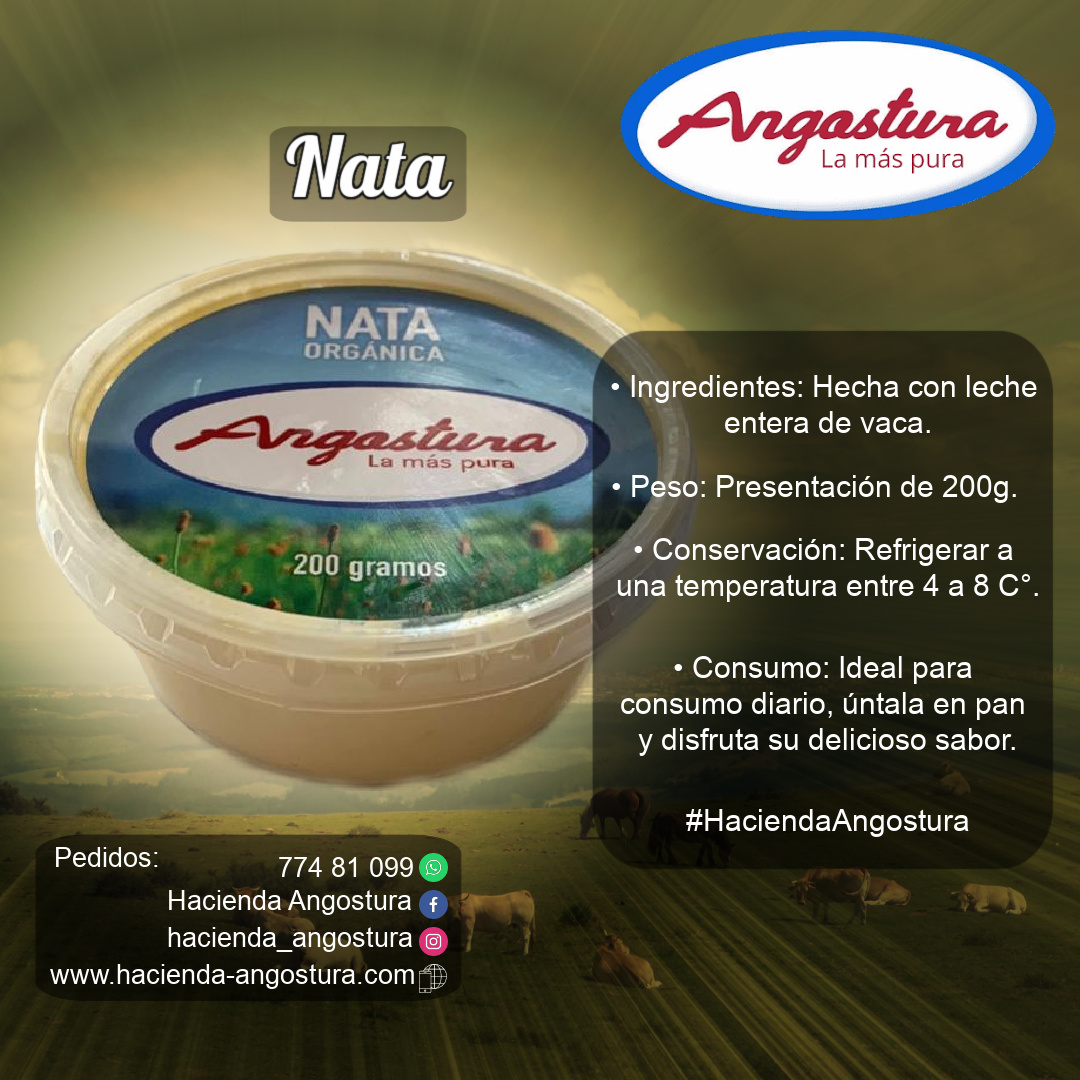 Angostura
La más pura
Nata
NATA
ORGÁNICA
Angostura
La más pura
200 gramos
• Ingredientes: Hecha con leche
entera de vaca.
• Peso: Presentación de 200g.
• Conservación: Refrigerar a
una temperatura entre 4 a 8 C°.
• Consumo: Ideal para
consumo diario, úntala en pan
y disfruta su delicioso sabor.
#HaciendaAngostura
Pedidos:
774 81 099
Hacienda Angostura
hacienda_angostura
www.hacienda-angostura.com